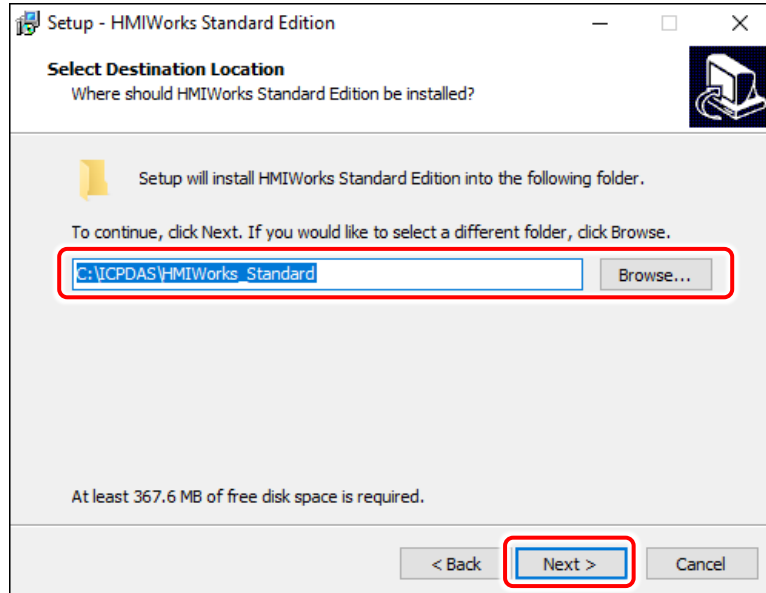 Setup - HMIWorks Standard Edition
Select Destination Location
Where should HMIWorks Standard Edition be installed?
Setup will install HMIWorks Standard Edition into the following folder.
To continue, click Next. If you would like to select a different folder, click Browse.
C:\ICPDAS\HMIWorks_Standard
Browse...
At least 367.6 MB of free disk space is required.
< Back
Next >
Cancel